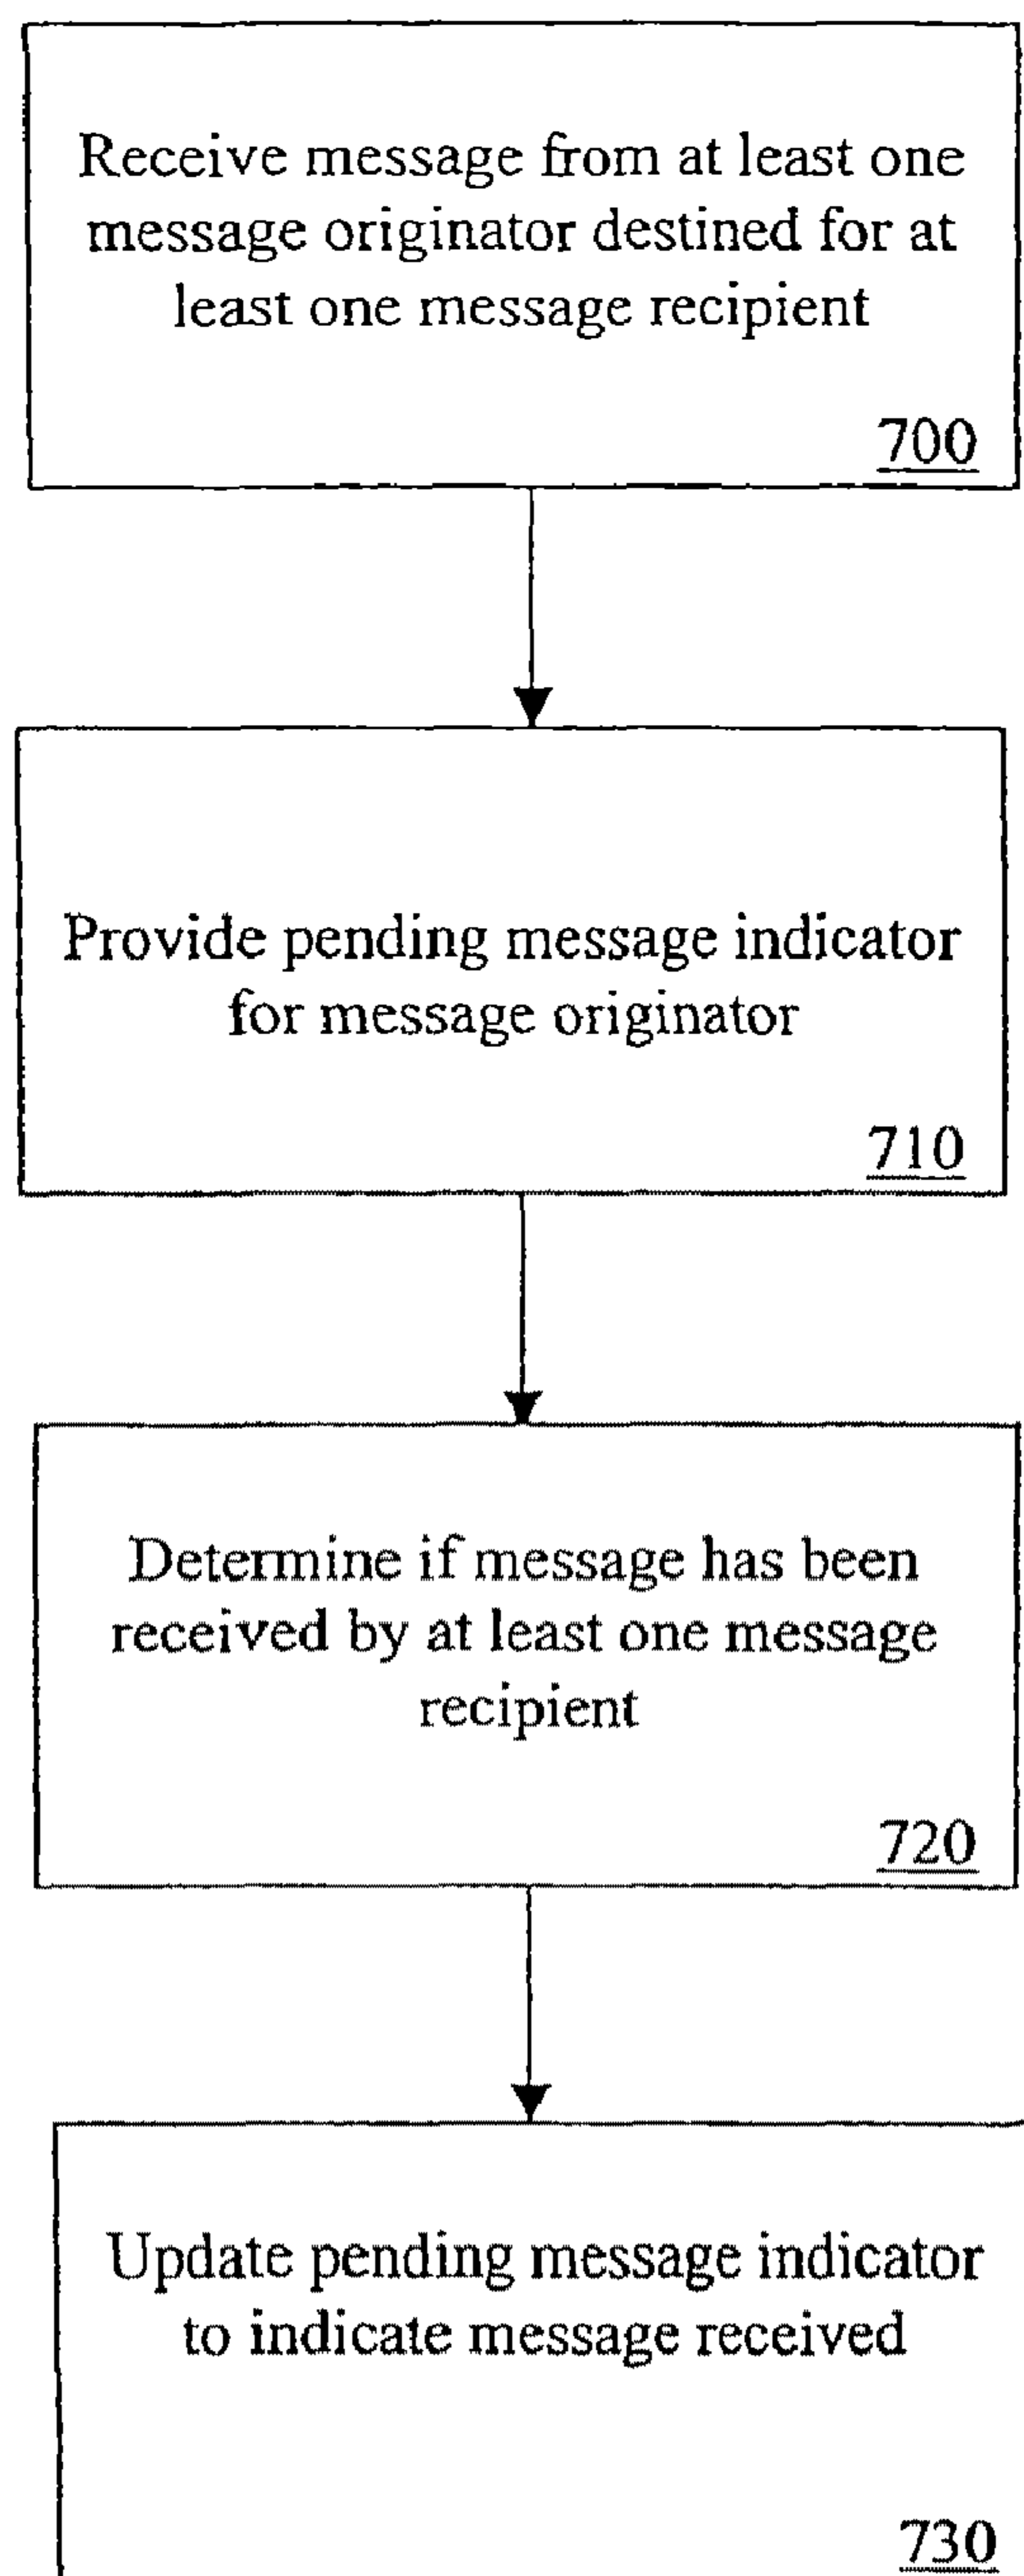 Receive message from at least one
message originator destined for at
least one message recipient
700
Provide pending message indicator
for message originator
710
Determine if message has been
received by at least one message
recipient
720
Update pending message indicator
to indicate message received
730